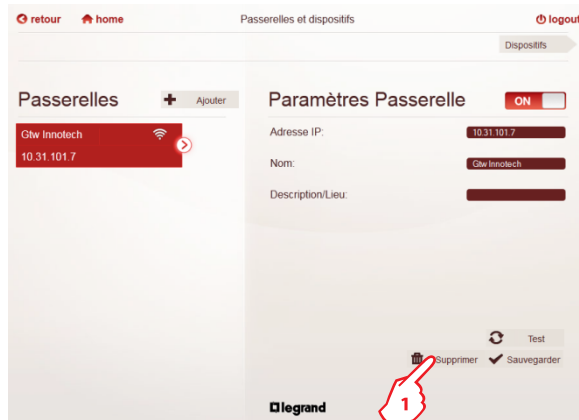 retour home Passerelles et dispositifs logout
Dispositifs
Passerelles
Ajouter
Gtw Innotech
10.31.101.7
Paramètres Passerelle
ON
Adresse IP: 10.31.101.7
Nom: Gtw Innotech
Description/Lieu:
Test
Supprimer Sauvegarder
1
legrand